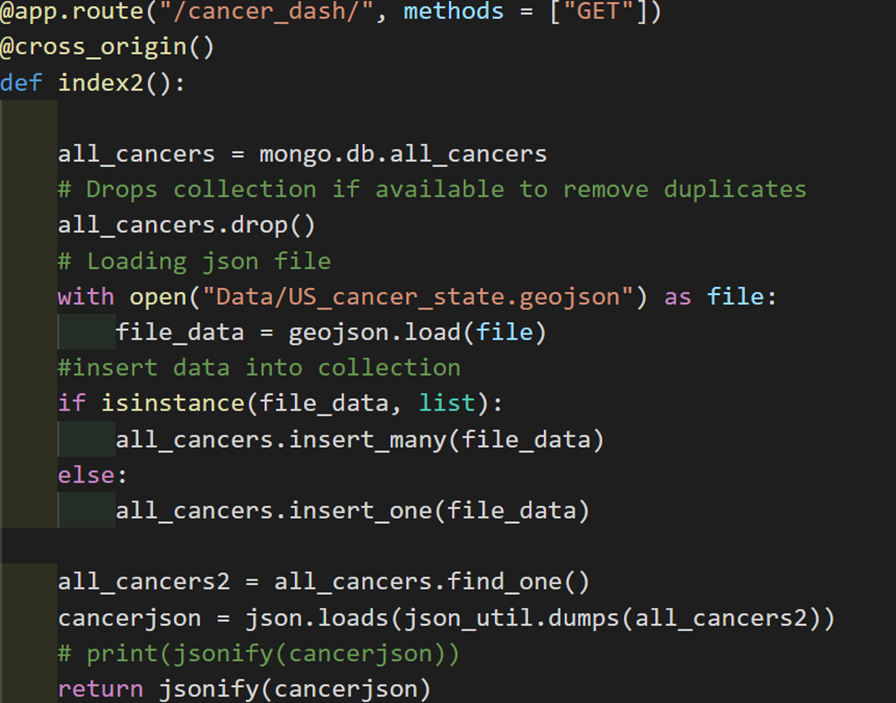 @app.route("/cancer_dash/", methods = ["GET"])
@cross_origin()
def index2():
all_cancers = mongo.db.all_cancers
# Drops collection if available to remove duplicates
all_cancers.drop()
# Loading json file
with open("Data/US_cancer_state.geojson") as file:
file_data = geojson.load(file)
#insert data into collection
if isinstance(file_data, list):
all_cancers.insert_many(file_data)
else:
all_cancers.insert_one(file_data)
all_cancers2 = all_cancers.find_one()
cancerjson = json.loads(json_util.dumps(all_cancers2))
# print(jsonify(cancerjson))
return jsonify(cancerjson)